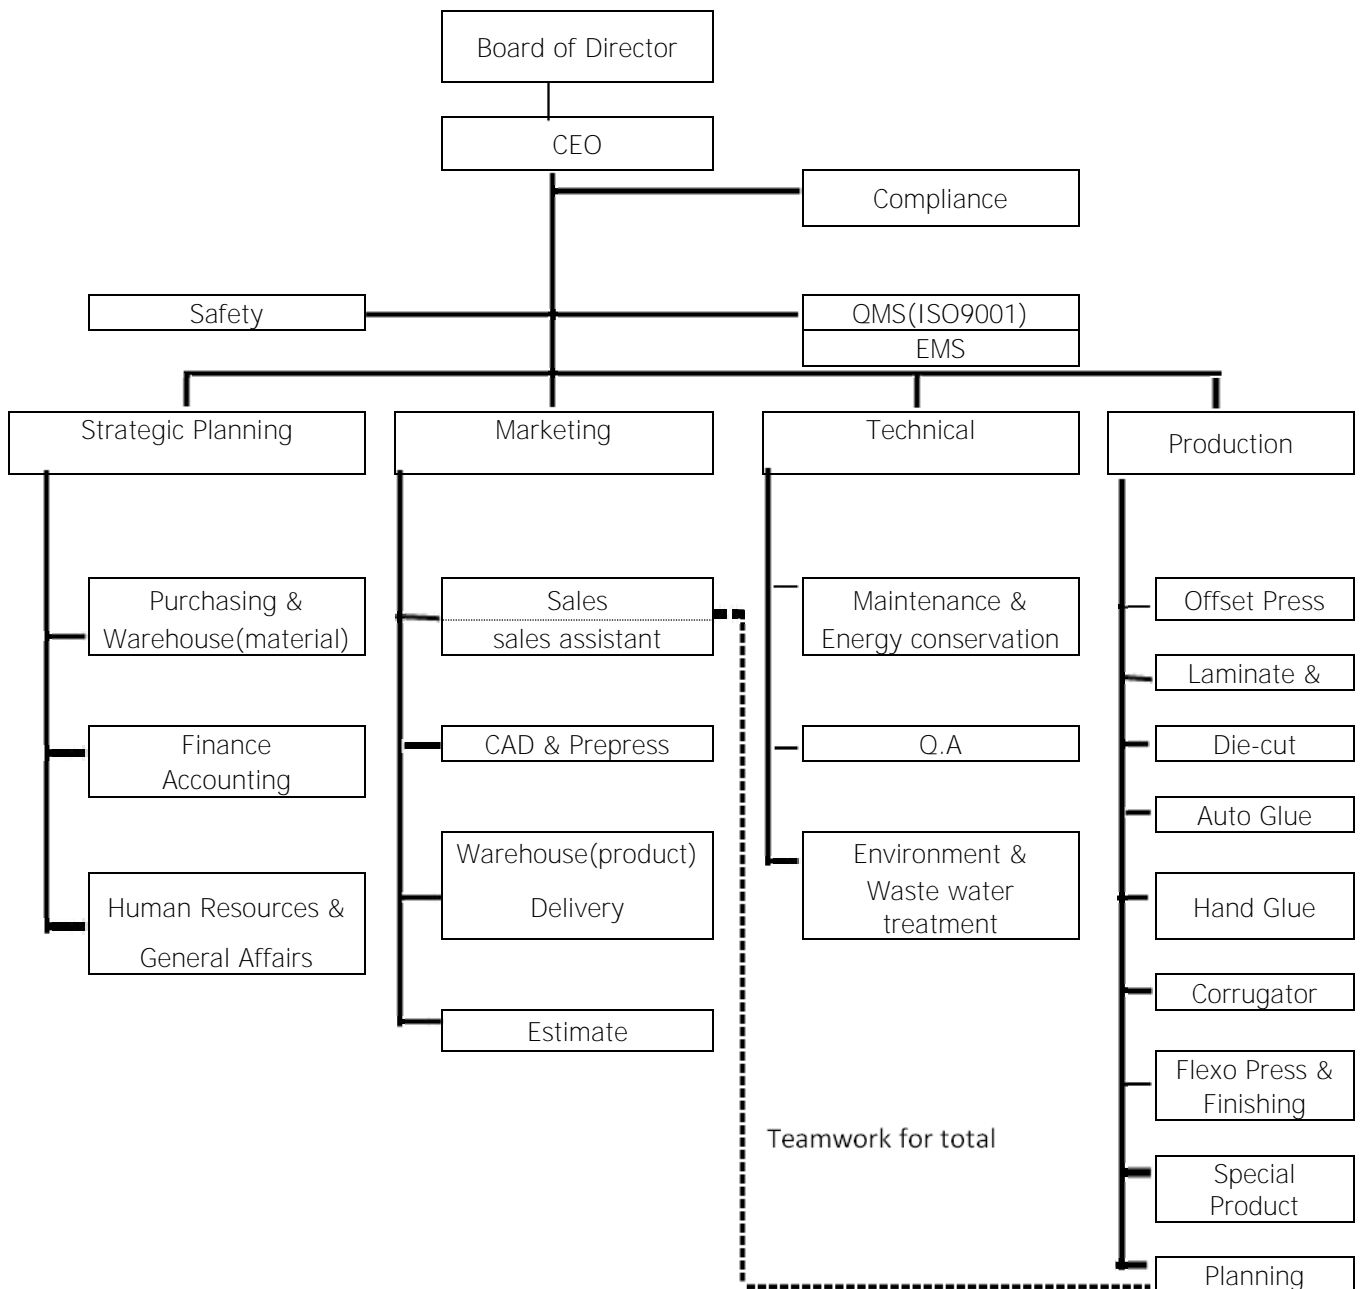 Board of Director
CEO
Compliance
Safety
QMS(ISO9001)
EMS
Strategic Planning
Marketing
Technical
Production
Purchasing &
Warehouse(material)
Finance
Accounting
Human Resources &
General Affairs
Sales
sales assistant
CAD & Prepress
Warehouse(product)
Delivery
Estimate
Maintenance &
Energy conservation
Q.A
Environment &
Waste water
treatment
Offset Press
Laminate &
Die-cut
Auto Glue
Hand Glue
Corrugator
Flexo Press &
Finishing
Special
Product
Planning
Teamwork for total